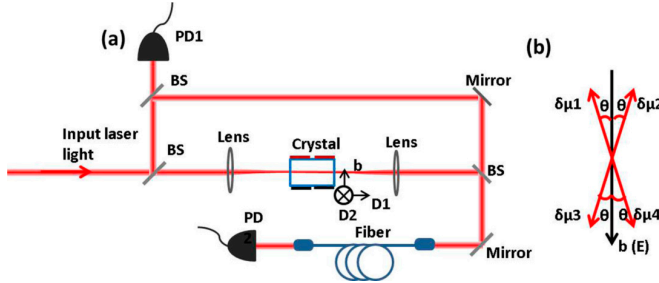 (a)
PD1
(b)
BS
Mirror
Input laser
light
Lens
Crystal
Lens
BS
b
BS
D1
D2
PD
2
Fiber
Mirror
δμ1
θ
θ
δμ2
δμ3
θ
θ
δμ4
b (E)